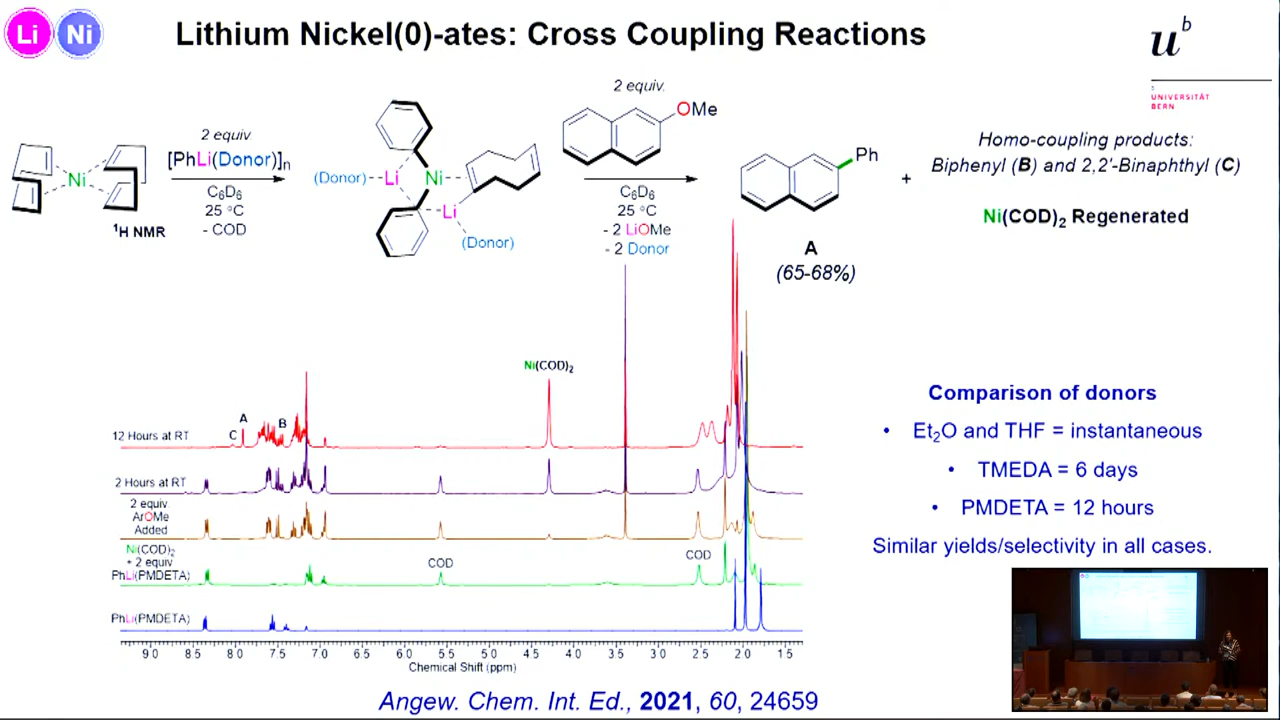 Li Ni
Lithium Nickel(0)-ates: Cross Coupling Reactions
u^b
b
UNIVERSITÄT
BERN
Ni
¹H NMR
2 equiv
[PhLi(Donor)]n
C6D6
25 °C
- COD
(Donor)
Li
Ni
Li
(Donor)
2 equiv.
OMe
C6D6
25 °C
- 2 LiOMe
- 2 Donor
Ph
A
(65-68%)
+
Homo-coupling products:
Biphenyl (B) and 2,2'-Binaphthyl (C)
Ni(COD)2 Regenerated
Ni(COD)2
A
B
C
12 Hours at RT
2 Hours at RT
2 equiv.
ArOMe
Added
Ni(COD)2
+ 2 equiv
PhLi(PMDETA)
COD
COD
PhLi(PMDETA)
9.0 8.5 8.0 7.5 7.0 6.5 6.0 5.5 5.0 4.5 4.0 3.5 3.0 2.5 2.0 1.5
Chemical Shift (ppm)
Comparison of donors
• Et2O and THF = instantaneous
• TMEDA = 6 days
• PMDETA = 12 hours
Similar yields/selectivity in all cases.
Angew. Chem. Int. Ed., 2021, 60, 24659